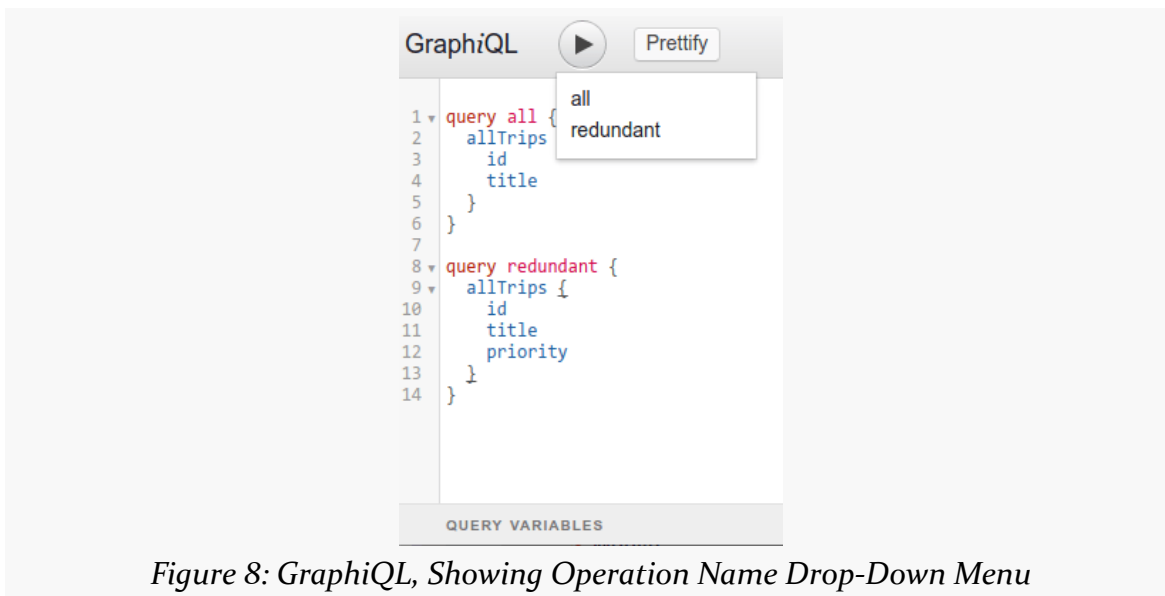 GraphiQL
Prettify
all
redundant
1 query all {
2 allTrips
3 id
4 title
5 }
6 }
7
8 query redundant {
9 allTrips {
10 id
11 title
12 priority
13 }
14 }
QUERY VARIABLES
Figure 8: GraphiQL, Showing Operation Name Drop-Down Menu